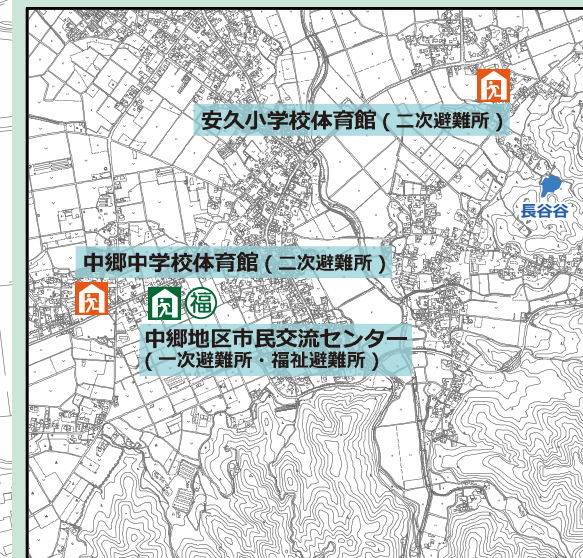 安久小学校体育館 ( 二次避難所 )
長谷谷
中郷中学校体育館 ( 二次避難所 )
福
中郷地区市民交流センター
( 一次避難所・福祉避難所 )